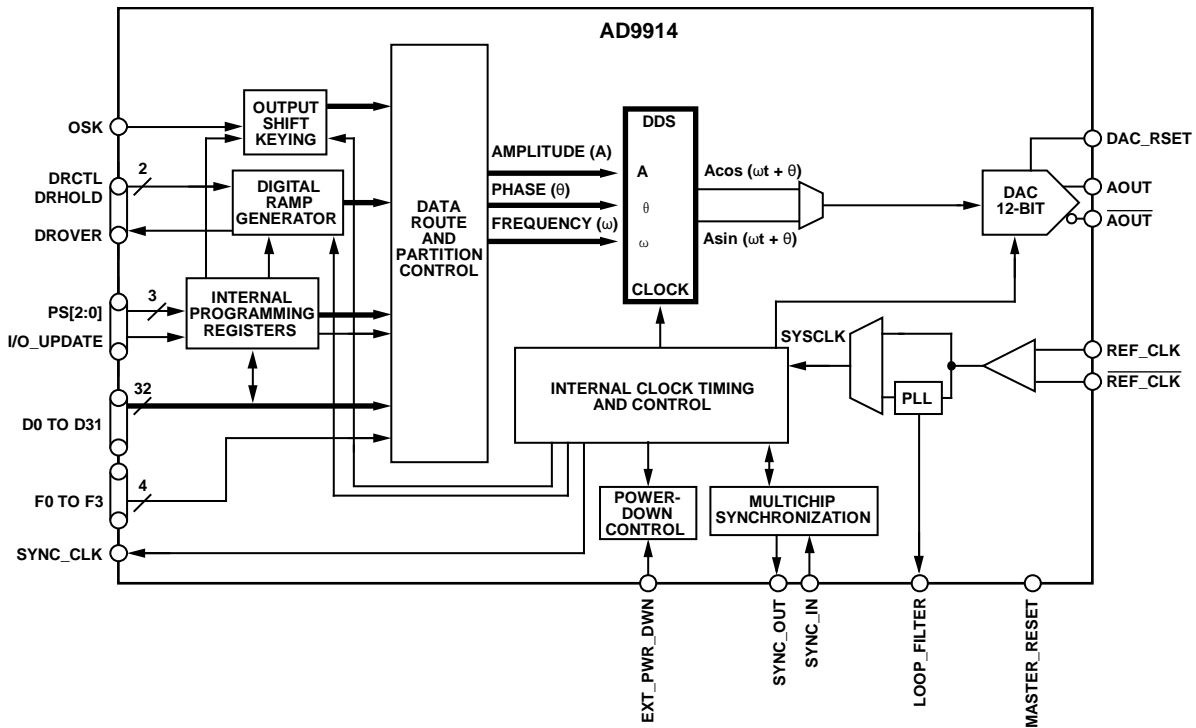 AD9914
OSK
OUTPUT
SHIFT
KEYING
DRCTL
DRHOLD
DROVER
2
DIGITAL
RAMP
GENERATOR
PS[2:0]
I/O_UPDATE
3
INTERNAL
PROGRAMMING
REGISTERS
D0 TO D31
32
F0 TO F3
4
SYNC_CLK
DATA
ROUTE
AND
PARTITION
CONTROL
AMPLITUDE (A)
PHASE (θ)
FREQUENCY (ω)
DDS
A
θ
ω
CLOCK
Acos (ωt + θ)
Asin (ωt + θ)
DAC
12-BIT
DAC_RSET
AOUT
AOUT
INTERNAL CLOCK TIMING
AND CONTROL
SYSCLK
PLL
REF_CLK
REF_CLK
POWER-
DOWN
CONTROL
MULTICHIP
SYNCHRONIZATION
EXT_PWR_DWN
SYNC_OUT
SYNC_IN
LOOP_FILTER
MASTER_RESET